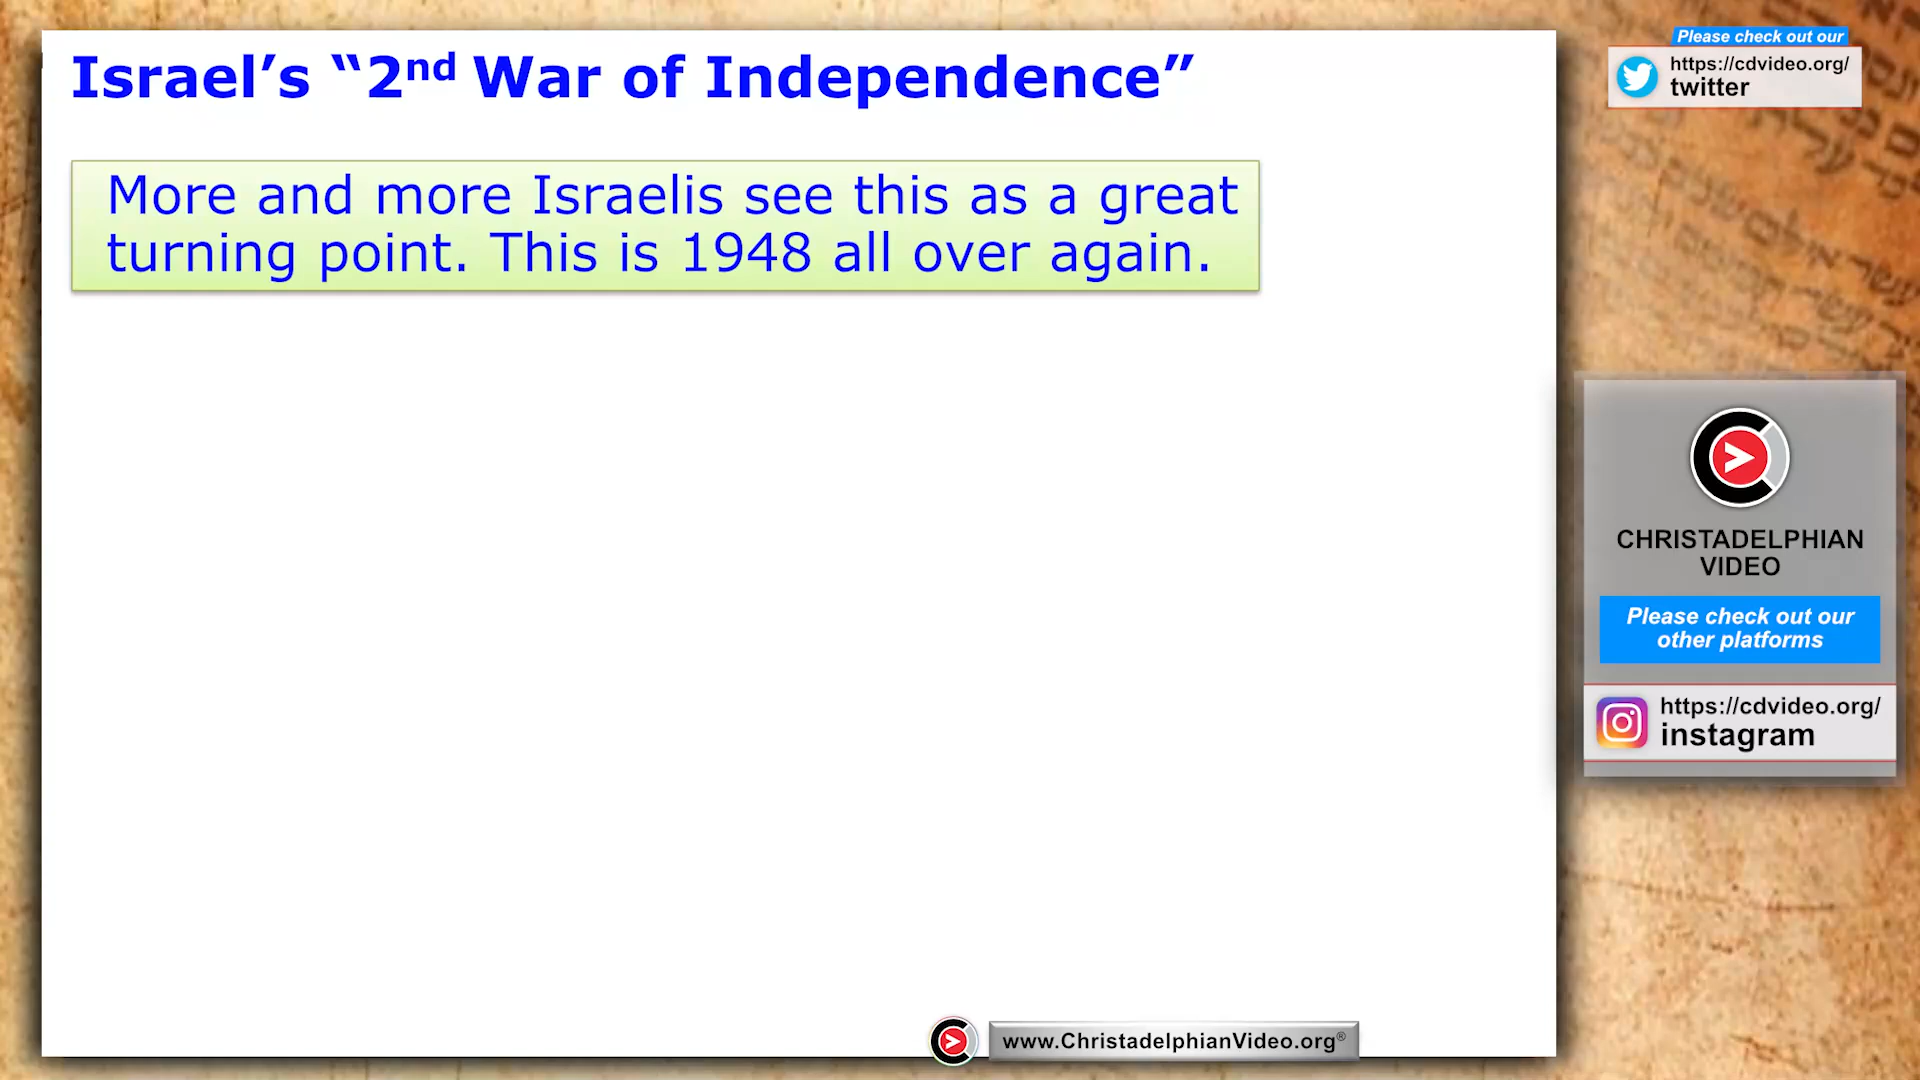 Israel’s “2nd War of Independence”
More and more Israelis see this as a great
turning point. This is 1948 all over again.
Please check out our
https://cdvideo.org/
twitter
CHRISTADELPHIAN
VIDEO
Please check out our
other platforms
https://cdvideo.org/
instagram
www.ChristadelphianVideo.org®